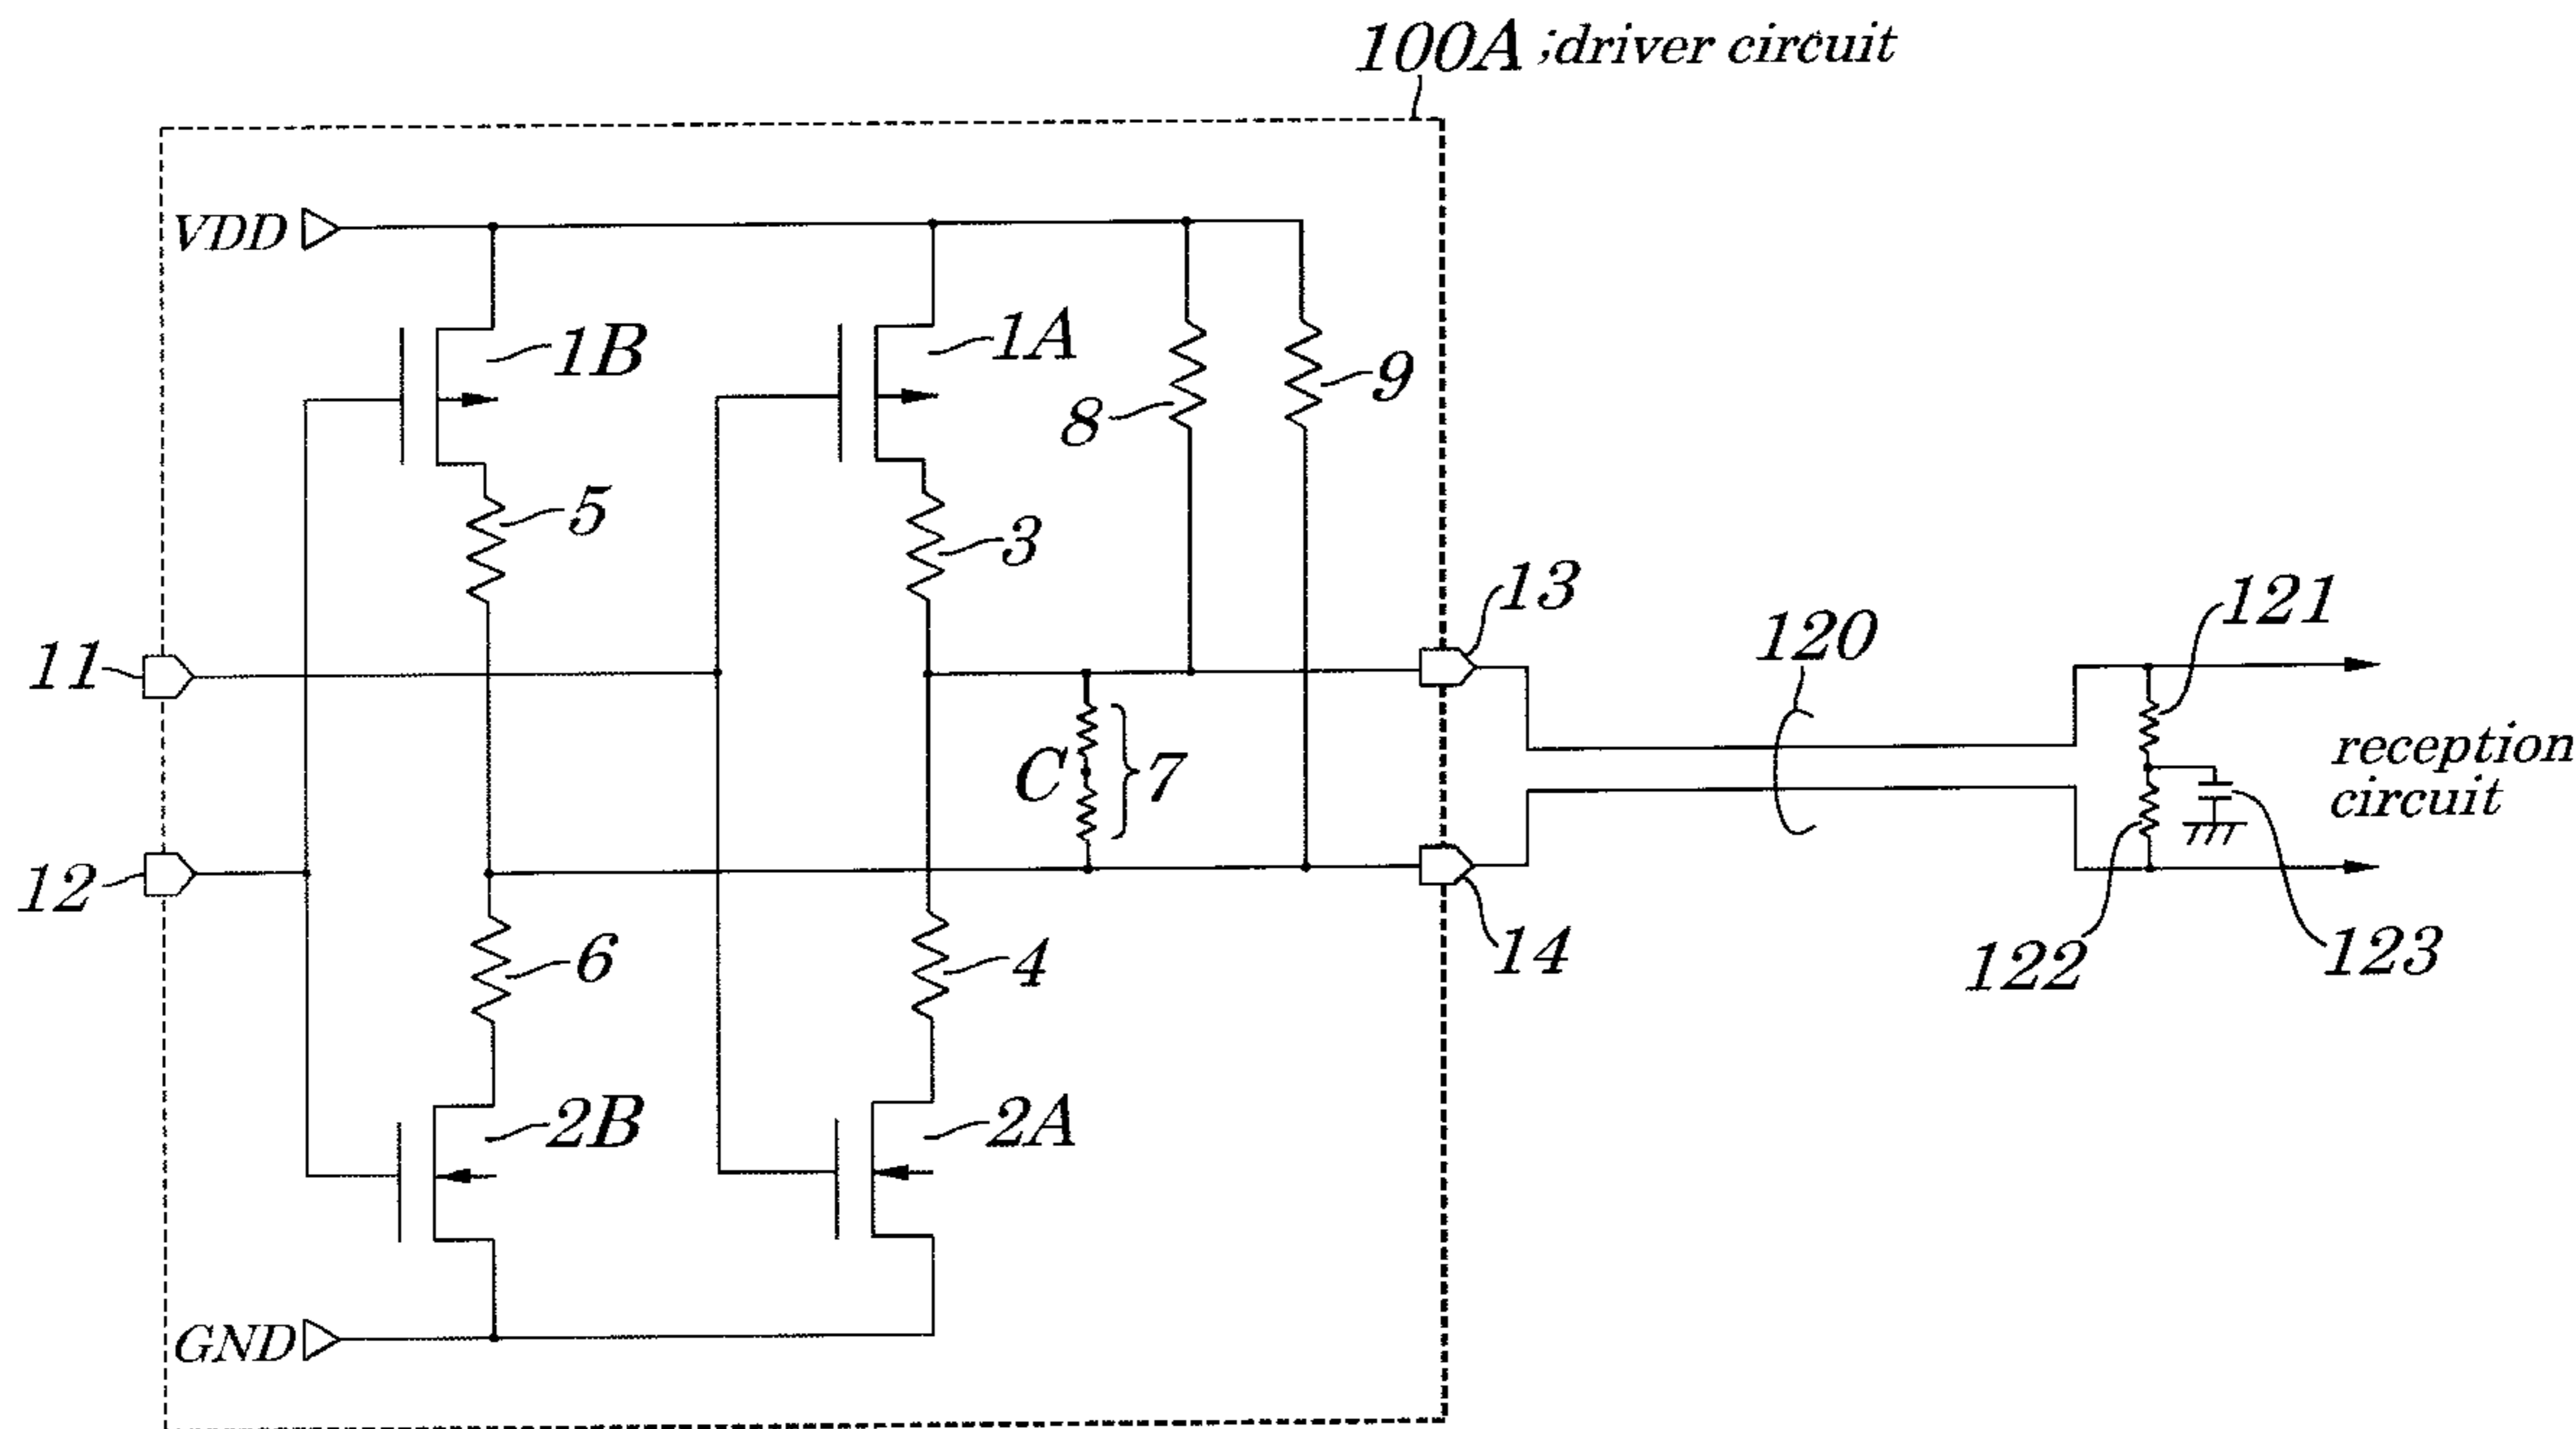 100A ;driver circuit
VDD
1B
1A
8
9
5
3
11
13
120
121
C
7
reception
circuit
12
14
122
123
6
4
2B
2A
GND